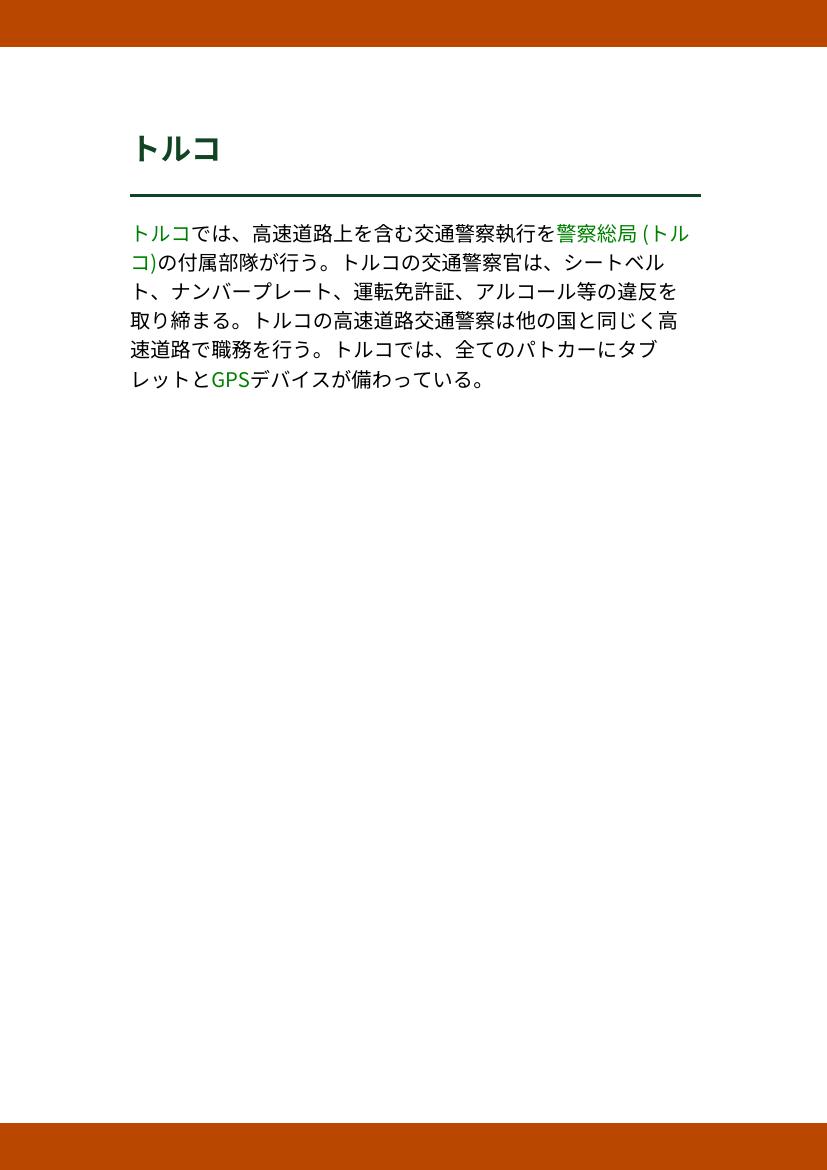 トルコ
トルコでは、高速道路上を含む交通警察執行を警察総局 (トル
コ)の付属部隊が行う。トルコの交通警察官は、シートベル
ト、ナンバープレート、運転免許証、アルコール等の違反を
取り締まる。トルコの高速道路交通警察は他の国と同じく高
速道路で職務を行う。トルコでは、全てのパトカーにタブ
レットとGPSデバイスが備わっている。